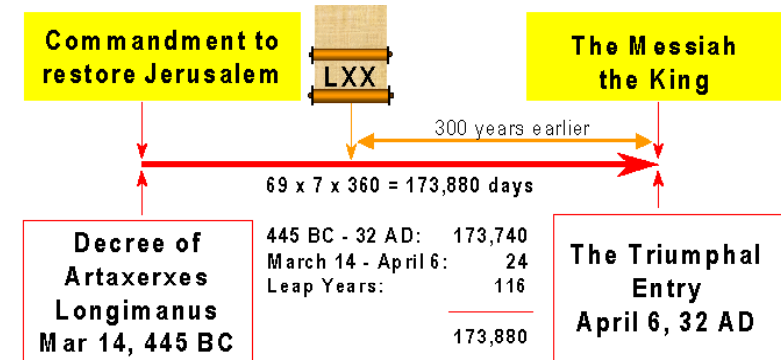 Commandment to
restore Jerusalem
LXX
The Messiah
the King
300 years earlier
69 x 7 x 360 = 173,880 days
Decree of
Artaxerxes
Longimanus
Mar 14, 445 BC
445 BC - 32 AD: 173,740
March 14 - April 6: 24
Leap Years: 116
173,880
The Triumphal
Entry
April 6, 32 AD